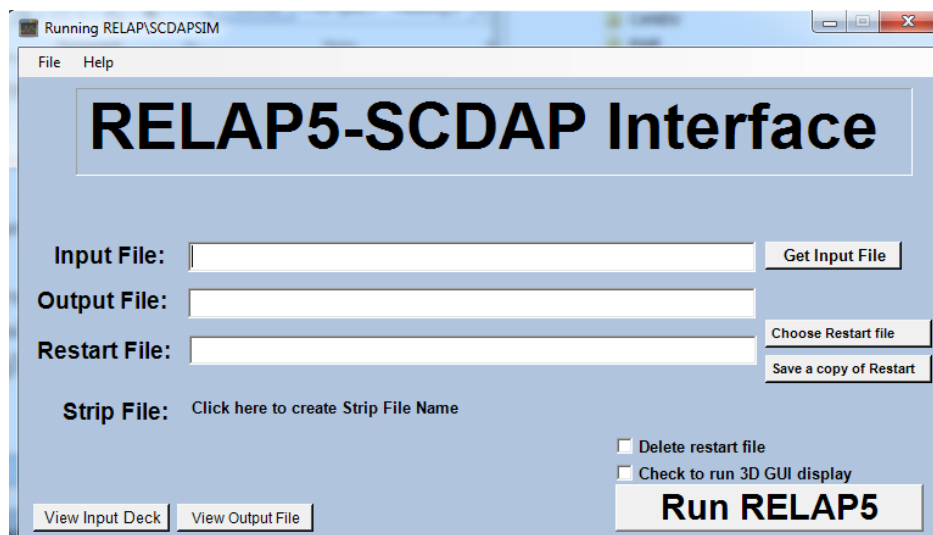 Running RELAP\SCDAPSIM
File Help
RELAP5-SCDAP Interface
Input File: Get Input File
Output File:
Restart File: Choose Restart file
Save a copy of Restart
Strip File: Click here to create Strip File Name
Delete restart file
Check to run 3D GUI display
View Input Deck View Output File Run RELAP5